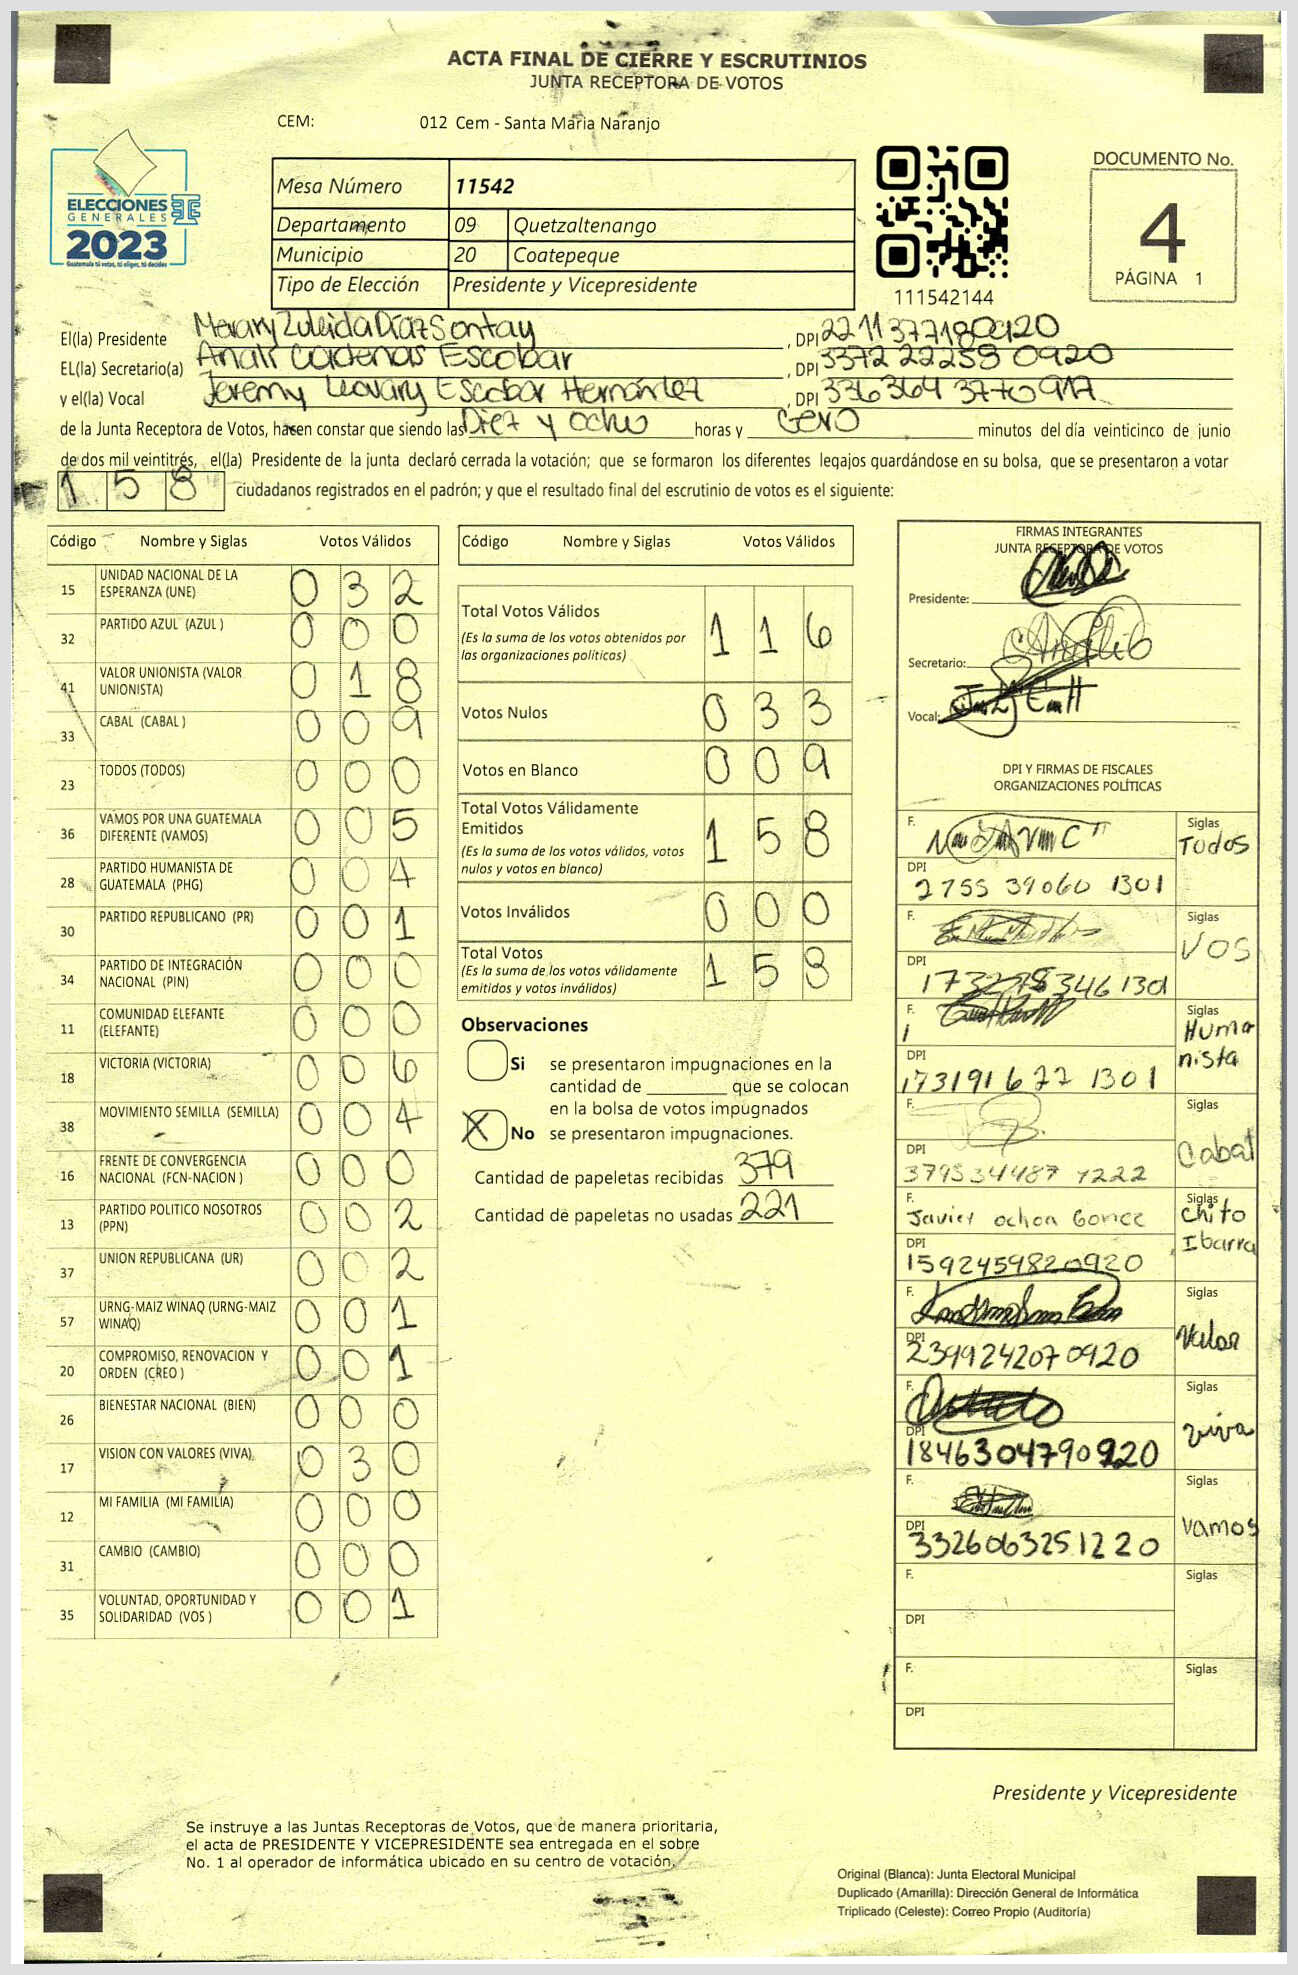 ACTA FINAL DE CIERRE Y ESCRUTINIOS
JUNTA RECEPTORA DE VOTOS
CEM: 012 Cem - Santa Maria Naranjo
ELECCIONES
GENERALES
2023
Guatemala tú votas, tú eliges, tú decides
Mesa Número 11542
Departamento 09 Quetzaltenango
Municipio 20 Coatepeque
Tipo de Elección Presidente y Vicepresidente
111542144
DOCUMENTO No.
4
PÁGINA 1
El(la) Presidente Merary Zuleida Díaz Sontay, DPI 2211377180920
EL(la) Secretario(a) Analí Cárdenas Escobar, DPI 3372222580920
y el(la) Vocal Jeremy Escobar Hernández, DPI 3363643770917
de la Junta Receptora de Votos, hacen constar que siendo las Diez y ocho horas y Cero minutos del día veinticinco de junio
de dos mil veintitrés, el(la) Presidente de la junta declaró cerrada la votación; que se formaron los diferentes legajos guardándose en su bolsa, que se presentaron a votar
1 5 8 ciudadanos registrados en el padrón; y que el resultado final del escrutinio de votos es el siguiente:
Código Nombre y Siglas Votos Válidos
15 UNIDAD NACIONAL DE LA ESPERANZA (UNE) 0 3 2
32 PARTIDO AZUL (AZUL ) 0 0 0
41 VALOR UNIONISTA (VALOR UNIONISTA) 0 1 8
33 CABAL (CABAL ) 0 0 9
23 TODOS (TODOS) 0 0 0
36 VAMOS POR UNA GUATEMALA DIFERENTE (VAMOS) 0 0 5
28 PARTIDO HUMANISTA DE GUATEMALA (PHG) 0 0 4
30 PARTIDO REPUBLICANO (PR) 0 0 1
34 PARTIDO DE INTEGRACIÓN NACIONAL (PIN) 0 0 0
11 COMUNIDAD ELEFANTE (ELEFANTE) 0 0 0
18 VICTORIA (VICTORIA) 0 0 6
38 MOVIMIENTO SEMILLA (SEMILLA) 0 0 4
16 FRENTE DE CONVERGENCIA NACIONAL (FCN-NACION ) 0 0 0
13 PARTIDO POLITICO NOSOTROS (PPN) 0 0 2
37 UNION REPUBLICANA (UR) 0 0 2
57 URNG-MAIZ WINAQ (URNG-MAIZ WINAQ) 0 0 1
20 COMPROMISO, RENOVACION Y ORDEN (CREO ) 0 0 1
26 BIENESTAR NACIONAL (BIEN) 0 0 0
17 VISION CON VALORES (VIVA) 0 3 0
12 MI FAMILIA (MI FAMILIA) 0 0 0
31 CAMBIO (CAMBIO) 0 0 0
35 VOLUNTAD, OPORTUNIDAD Y SOLIDARIDAD (VOS ) 0 0 1
Código Nombre y Siglas Votos Válidos
Total Votos Válidos 1 1 6
(Es la suma de los votos obtenidos por
las organizaciones políticas)
Votos Nulos 0 3 3
Votos en Blanco 0 0 9
Total Votos Válidamente
Emitidos 1 5 8
(Es la suma de los votos válidos, votos
nulos y votos en blanco)
Votos Inválidos 0 0 0
Total Votos 1 5 8
(Es la suma de los votos válidamente
emitidos y votos inválidos)
Observaciones
Si se presentaron impugnaciones en la
cantidad de ________ que se colocan
en la bolsa de votos impugnados
X No se presentaron impugnaciones.
Cantidad de papeletas recibidas 379
Cantidad de papeletas no usadas 221
FIRMAS INTEGRANTES
JUNTA RECEPTORA DE VOTOS
Presidente:
Secretario:
Vocal:
DPI Y FIRMAS DE FISCALES
ORGANIZACIONES POLÍTICAS
F. Siglas Todos
DPI 2755 39060 1301
F. Siglas VOS
DPI
F. Siglas Humanista
DPI 173191677 1301
F. Siglas Cabal
DPI 379534487 1222
F. Javier ochoa Gomez Siglas Chito Ibarra
DPI 1592459820920
F. Siglas Valor
DPI 2399242070920
F. Siglas viva
DPI 1846304790920
F. Siglas vamos
DPI 3326063251220
F. Siglas
DPI
F. Siglas
DPI
Presidente y Vicepresidente
Se instruye a las Juntas Receptoras de Votos, que de manera prioritaria,
el acta de PRESIDENTE Y VICEPRESIDENTE sea entregada en el sobre
No. 1 al operador de informática ubicado en su centro de votación.
Original (Blanca): Junta Electoral Municipal
Duplicado (Amarilla): Dirección General de Informática
Triplicado (Celeste): Correo Propio (Auditoría)